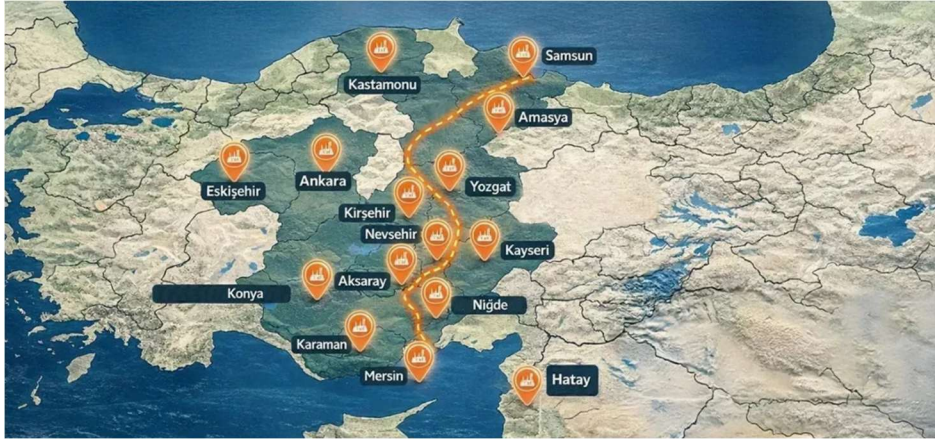 Samsun
Kastamonu
Amasya
Ankara
Eskişehir
Yozgat
Kirşehir
Nevsehir
Kayseri
Aksaray
Konya
Niğde
Karaman
Mersin
Hatay